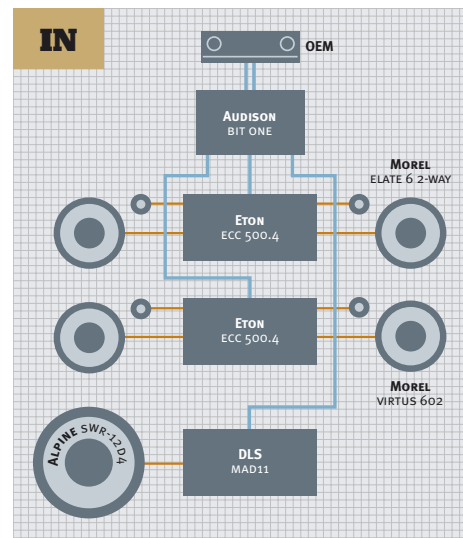 IN
OEM
AUDISON
BIT ONE
MOREL
ELATE 6 2-WAY
ETON
ECC 500.4
ETON
ECC 500.4
MOREL
VIRTUS 602
ALPINE SWR-12D4
DLS
MAD11